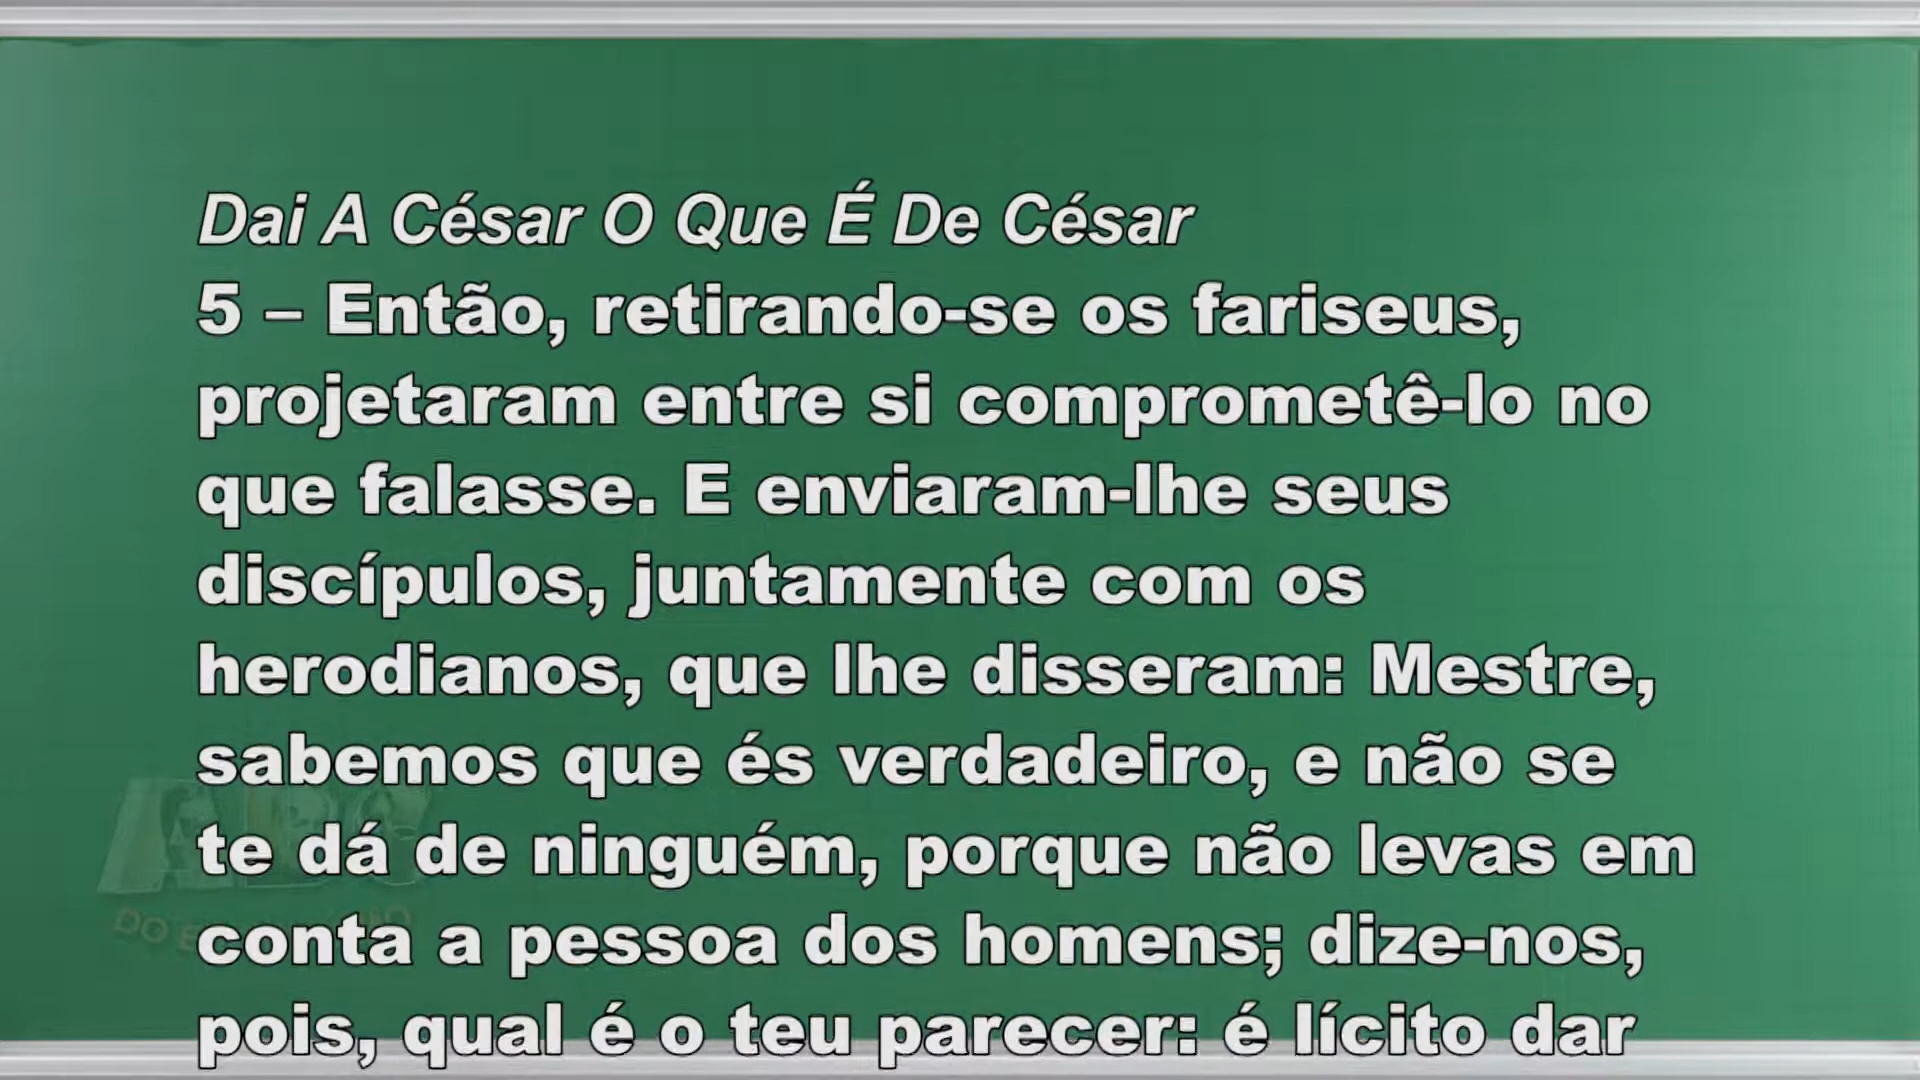 Dai A César O Que É De César
5 – Então, retirando-se os fariseus,
projetaram entre si comprometê-lo no
que falasse. E enviaram-lhe seus
discípulos, juntamente com os
herodianos, que lhe disseram: Mestre,
sabemos que és verdadeiro, e não se
te dá de ninguém, porque não levas em
conta a pessoa dos homens; dize-nos,
pois, qual é o teu parecer: é lícito dar
ABC
DO